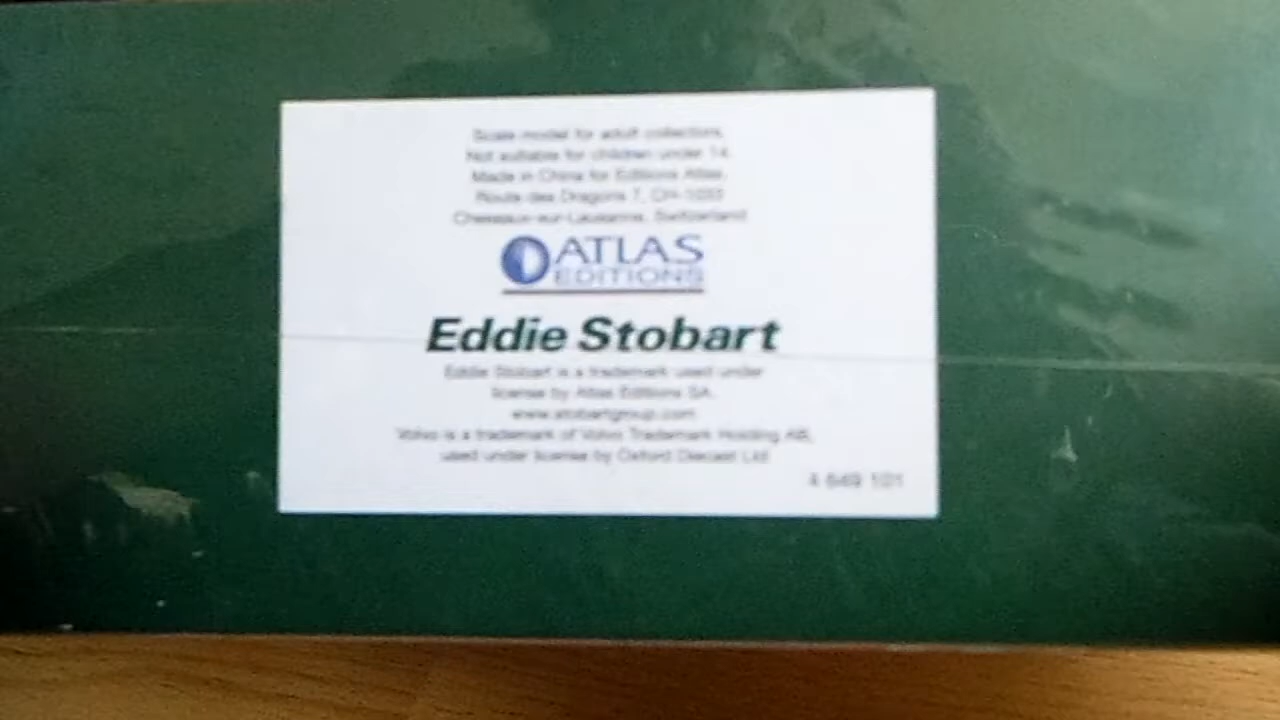 Scale model for adult collectors.
Not suitable for children under 14.
Made in China for Editions Atlas.
Route des Dragons 7, CH-1033
Cheseaux-sur-Lausanne, Switzerland
ATLAS
EDITIONS
Eddie Stobart
Eddie Stobart is a trademark used under
license by Atlas Editions SA.
www.stobartgroup.com
Volvo is a trademark of Volvo Trademark Holding AB,
used under license by Oxford Diecast Ltd
4 649 101